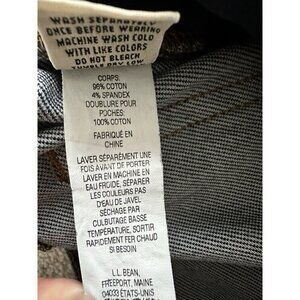 WASH SEPARATELY
ONCE BEFORE WEARING
MACHINE WASH COLD
WITH LIKE COLORS
DO NOT BLEACH
TUMBLE DRY LOW
CORPS:
96% COTON
4% SPANDEX
DOUBLURE POUR
POCHES:
100% COTON
FABRIQUÉ EN
CHINE
LAVER SÉPARÉMENT UNE
FOIS AVANT DE PORTER
LAVER EN MACHINE EN
EAU FROIDE, SÉPARER
LES COULEURS PAS
D'EAU DE JAVEL
SÉCHAGE PAR
CULBUTAGE BASSE
TEMPÉRATURE, SORTIR
RAPIDEMENT FER CHAUD
SI BESOIN
L.L. BEAN,
FREEPORT, MAINE
04033 ÉTATS-UNIS